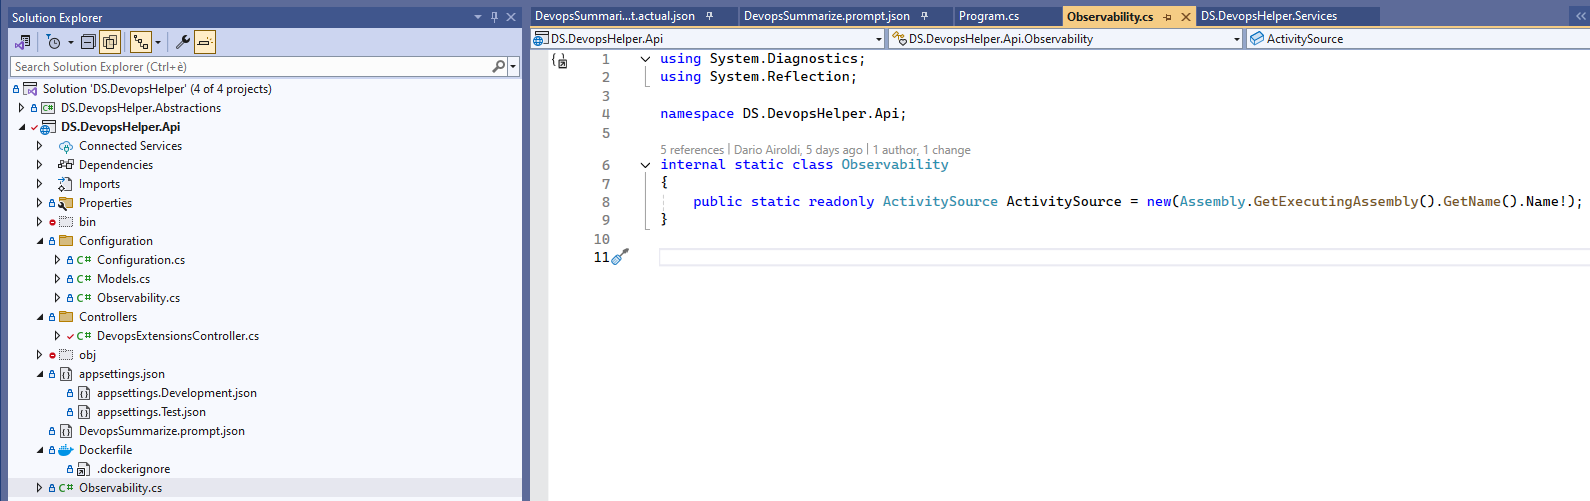 Solution Explorer
Search Solution Explorer (Ctrl+è)
Solution 'DS.DevopsHelper' (4 of 4 projects)
DS.DevopsHelper.Abstractions
DS.DevopsHelper.Api
Connected Services
Dependencies
Imports
Properties
bin
Configuration
C# Configuration.cs
C# Models.cs
C# Observability.cs
Controllers
C# DevopsExtensionsController.cs
obj
appsettings.json
appsettings.Development.json
appsettings.Test.json
DevopsSummarize.prompt.json
Dockerfile
.dockerignore
C# Observability.cs
DevopsSummari...t.actual.json DevopsSummarize.prompt.json Program.cs Observability.cs DS.DevopsHelper.Services
DS.DevopsHelper.Api DS.DevopsHelper.Api.Observability ActivitySource
1 using System.Diagnostics;
2 using System.Reflection;
3
4 namespace DS.DevopsHelper.Api;
5
5 references | Dario Airoldi, 5 days ago | 1 author, 1 change
6 internal static class Observability
7 {
8 public static readonly ActivitySource ActivitySource = new(Assembly.GetExecutingAssembly().GetName().Name!);
9 }
10
11